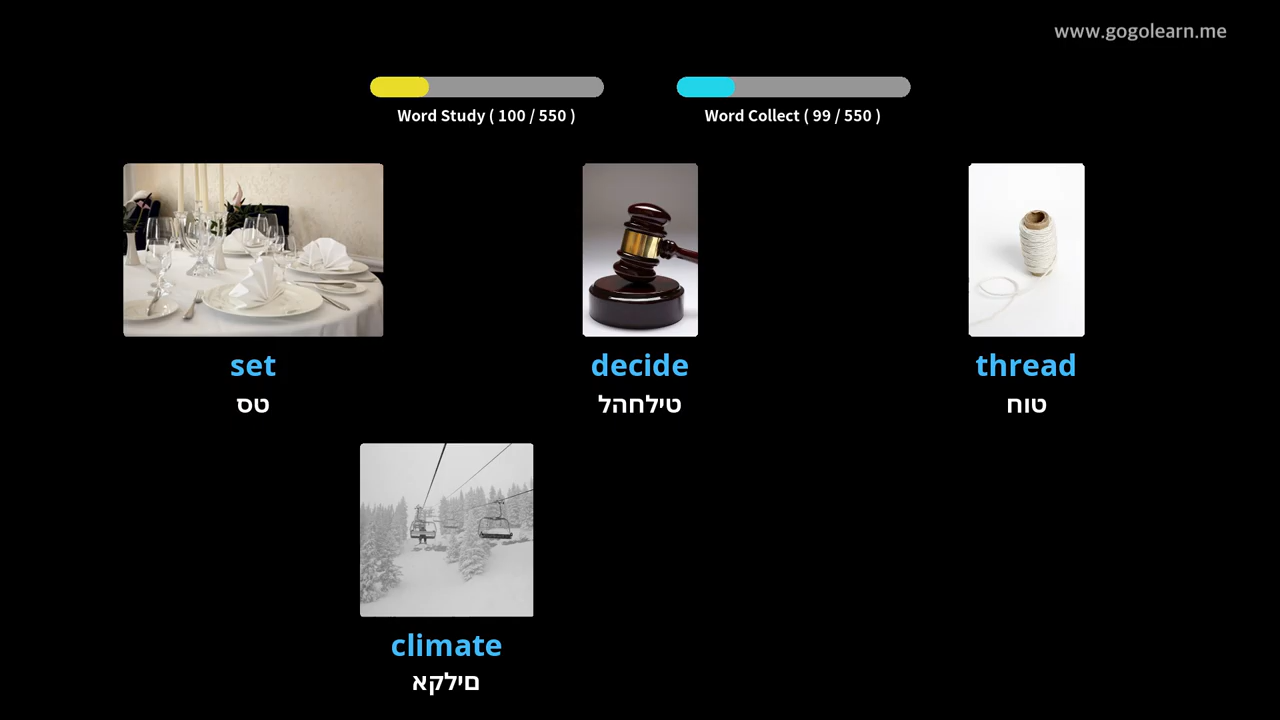 www.gogolearn.me
Word Study ( 100 / 550 )
Word Collect ( 99 / 550 )
set
decide
thread
טס
טילחהל
טוח
climate
םילקא